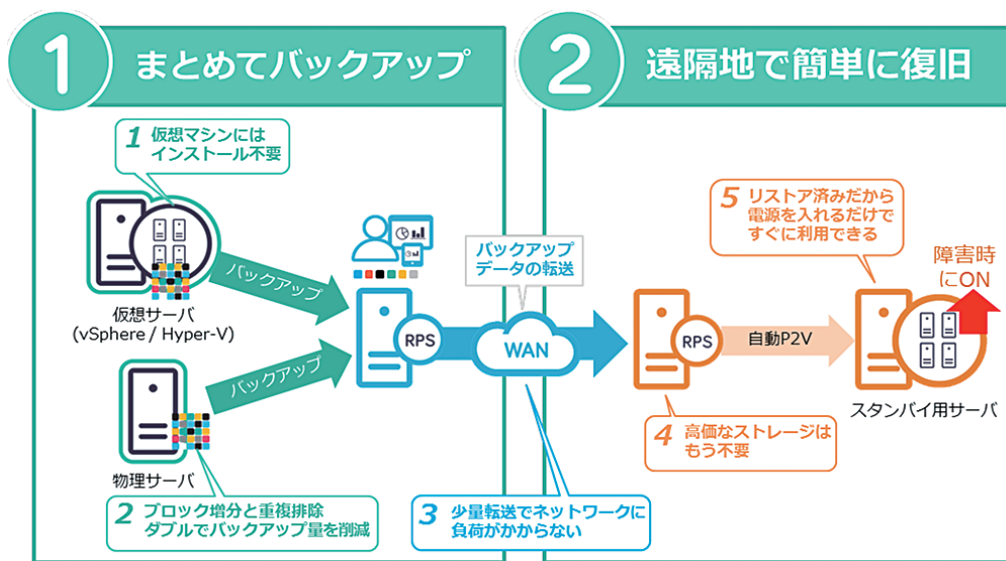 1 まとめてバックアップ
1 仮想マシンには
インストール不要
仮想サーバ
(vSphere / Hyper-V)
バックアップ
物理サーバ
バックアップ
2 ブロック増分と重複排除
ダブルでバックアップ量を削減
RPS
バックアップ
データの転送
WAN
3 少量転送でネットワークに
負荷がかからない
2 遠隔地で簡単に復旧
RPS
4 高価なストレージは
もう不要
自動P2V
5 リストア済みだから
電源を入れるだけで
すぐに利用できる
障害時
にON
スタンバイ用サーバ